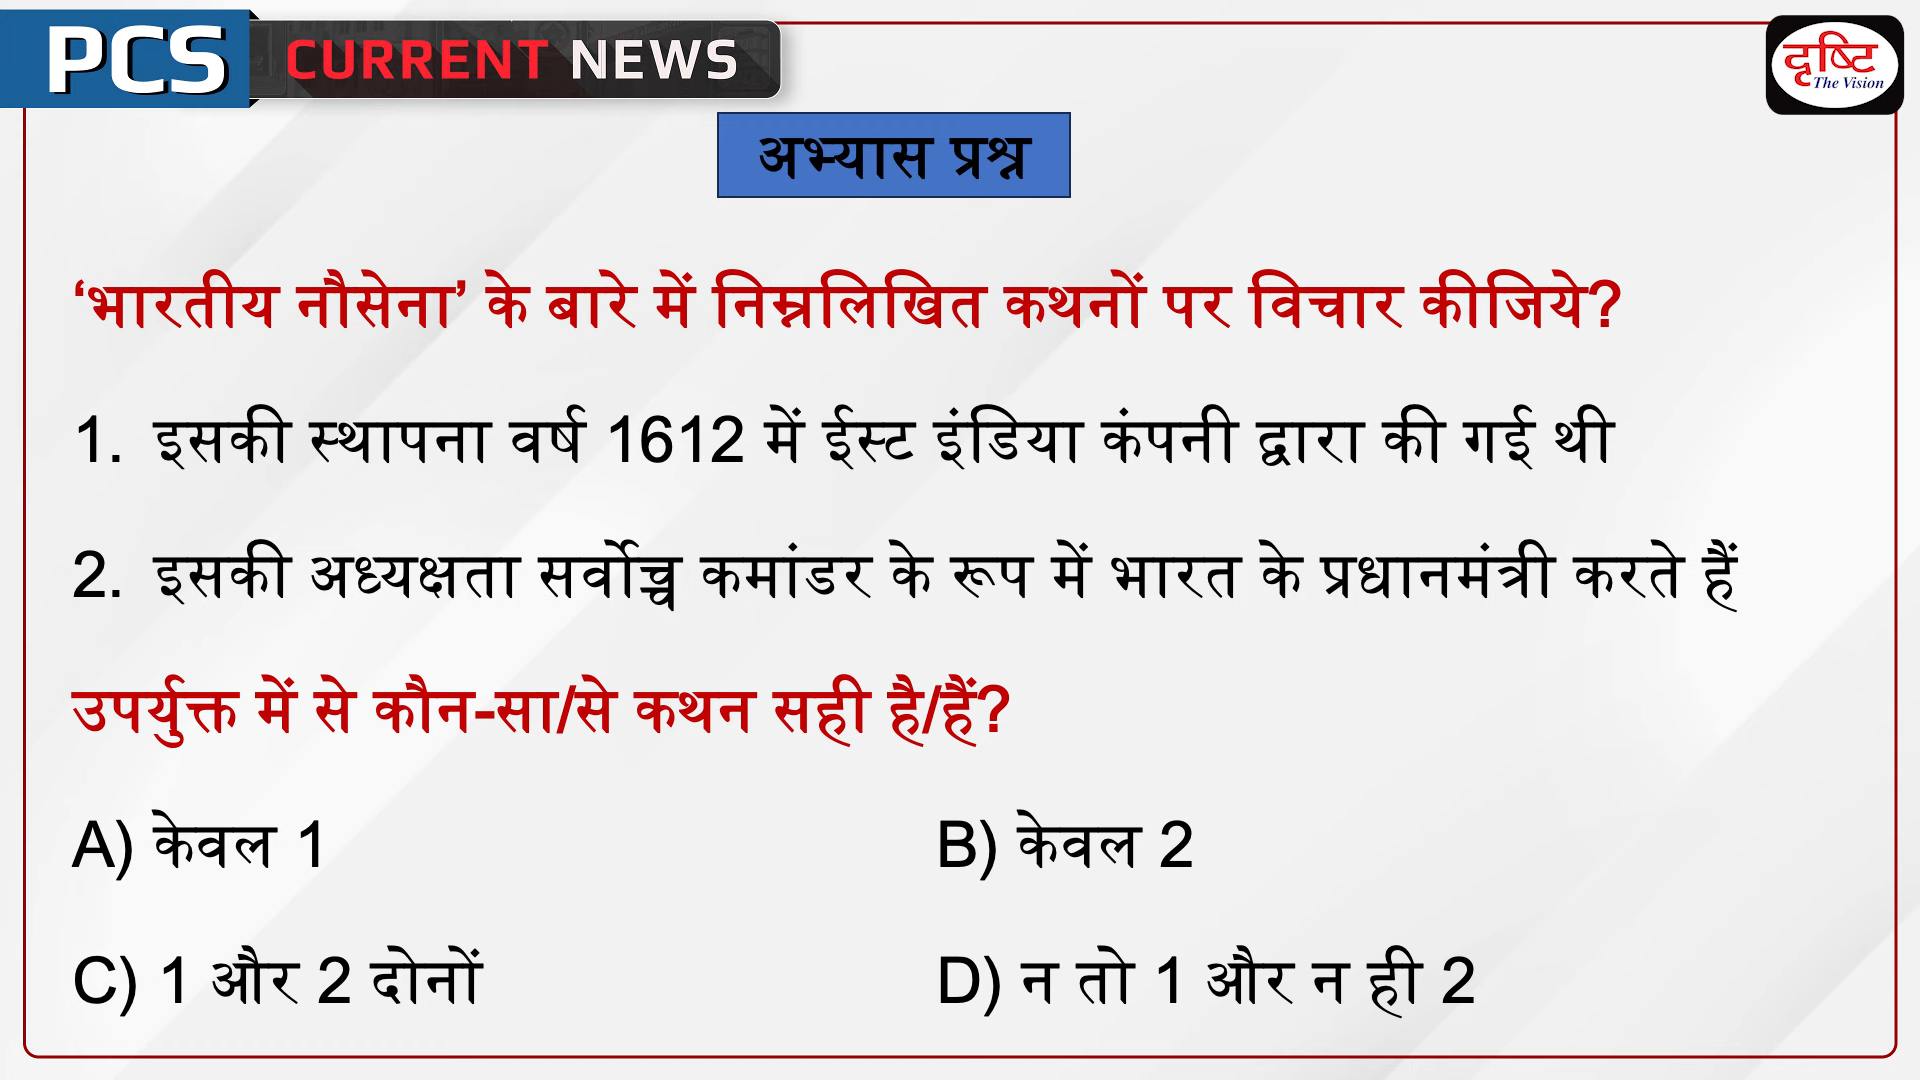 PCS CURRENT NEWS
दृष्टि
The Vision
अभ्यास प्रश्न
‘भारतीय नौसेना’ के बारे में निम्नलिखित कथनों पर विचार कीजिये?
1. इसकी स्थापना वर्ष 1612 में ईस्ट इंडिया कंपनी द्वारा की गई थी
2. इसकी अध्यक्षता सर्वोच्च कमांडर के रूप में भारत के प्रधानमंत्री करते हैं
उपर्युक्त में से कौन-सा/से कथन सही है/हैं?
A) केवल 1 B) केवल 2
C) 1 और 2 दोनों D) न तो 1 और न ही 2